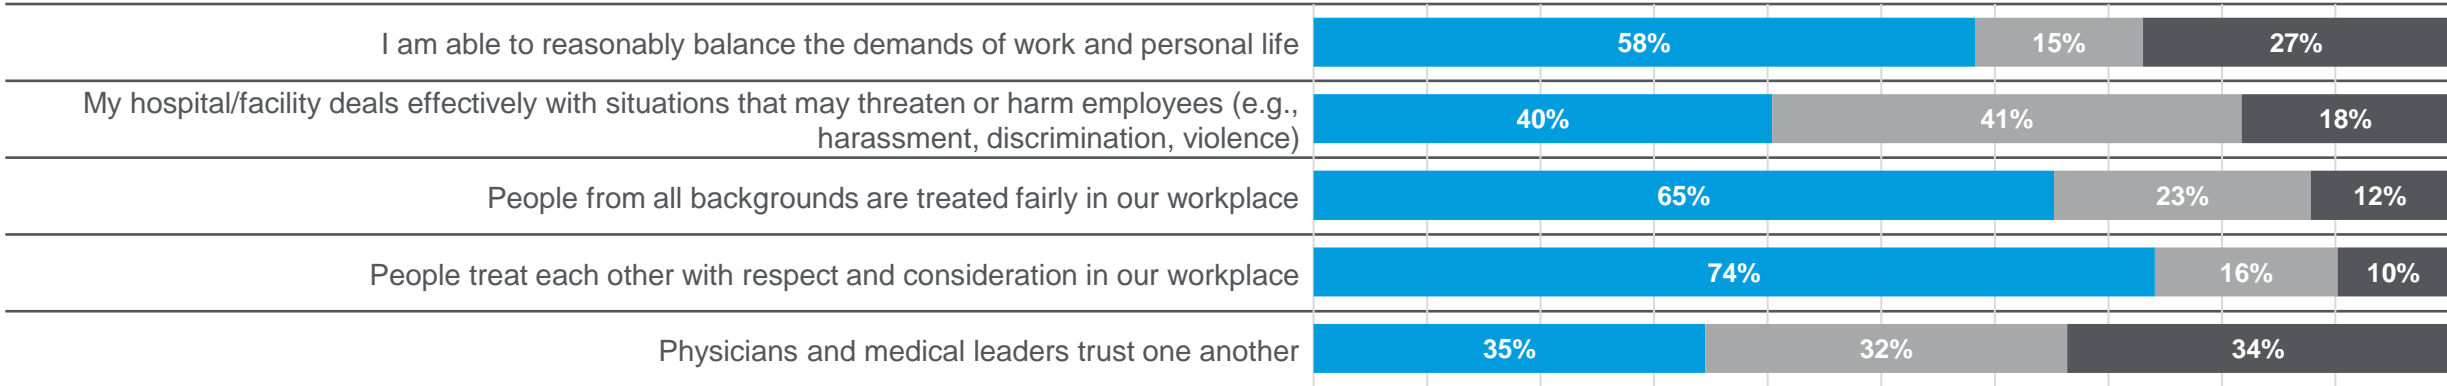 I am able to reasonably balance the demands of work and personal life
58% 15% 27%
My hospital/facility deals effectively with situations that may threaten or harm employees (e.g.,
harassment, discrimination, violence)
40% 41% 18%
People from all backgrounds are treated fairly in our workplace
65% 23% 12%
People treat each other with respect and consideration in our workplace
74% 16% 10%
Physicians and medical leaders trust one another
35% 32% 34%